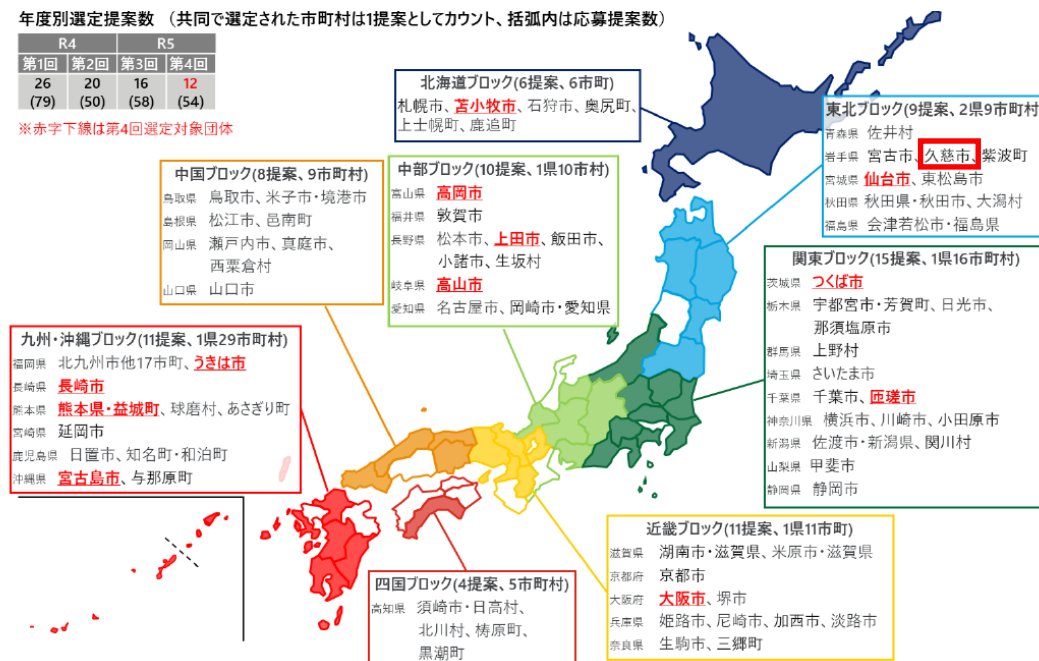 年度別選定提案数 （共同で選定された市町村は1提案としてカウント、括弧内は応募提案数）
R4 R5
第1回 第2回 第3回 第4回
26 20 16 12
(79) (50) (58) (54)
※赤字下線は第4回選定対象団体
北海道ブロック(6提案、6市町)
札幌市、苫小牧市、石狩市、奥尻町、
上士幌町、鹿追町
東北ブロック(9提案、2県9市町村)
青森県 佐井村
岩手県 宮古市、久慈市、紫波町
宮城県 仙台市、東松島市
秋田県 秋田県・秋田市、大潟村
福島県 会津若松市・福島県
中国ブロック(8提案、9市町村)
鳥取県 鳥取市、米子市・境港市
島根県 松江市、邑南町
岡山県 瀬戸内市、真庭市、
西粟倉村
山口県 山口市
中部ブロック(10提案、1県10市村)
富山県 高岡市
福井県 敦賀市
長野県 松本市、上田市、飯田市、
小諸市、生坂村
岐阜県 高山市
愛知県 名古屋市、岡崎市・愛知県
関東ブロック(15提案、1県16市町村)
茨城県 つくば市
栃木県 宇都宮市・芳賀町、日光市、
那須塩原市
群馬県 上野村
埼玉県 さいたま市
千葉県 千葉市、匝瑳市
神奈川県 横浜市、川崎市、小田原市
新潟県 佐渡市・新潟県、関川村
山梨県 甲斐市
静岡県 静岡市
九州・沖縄ブロック(11提案、1県29市町村)
福岡県 北九州市他17市町、うきは市
長崎県 長崎市
熊本県 熊本県・益城町、球磨村、あさぎり町
宮崎県 延岡市
鹿児島県 日置市、知名町・和泊町
沖縄県 宮古島市、与那原町
四国ブロック(4提案、5市町村)
高知県 須崎市・日高村、
北川村、梼原町、
黒潮町
近畿ブロック(11提案、1県11市町)
滋賀県 湖南市・滋賀県、米原市・滋賀県
京都府 京都市
大阪府 大阪市、堺市
兵庫県 姫路市、尼崎市、加西市、淡路市
奈良県 生駒市、三郷町